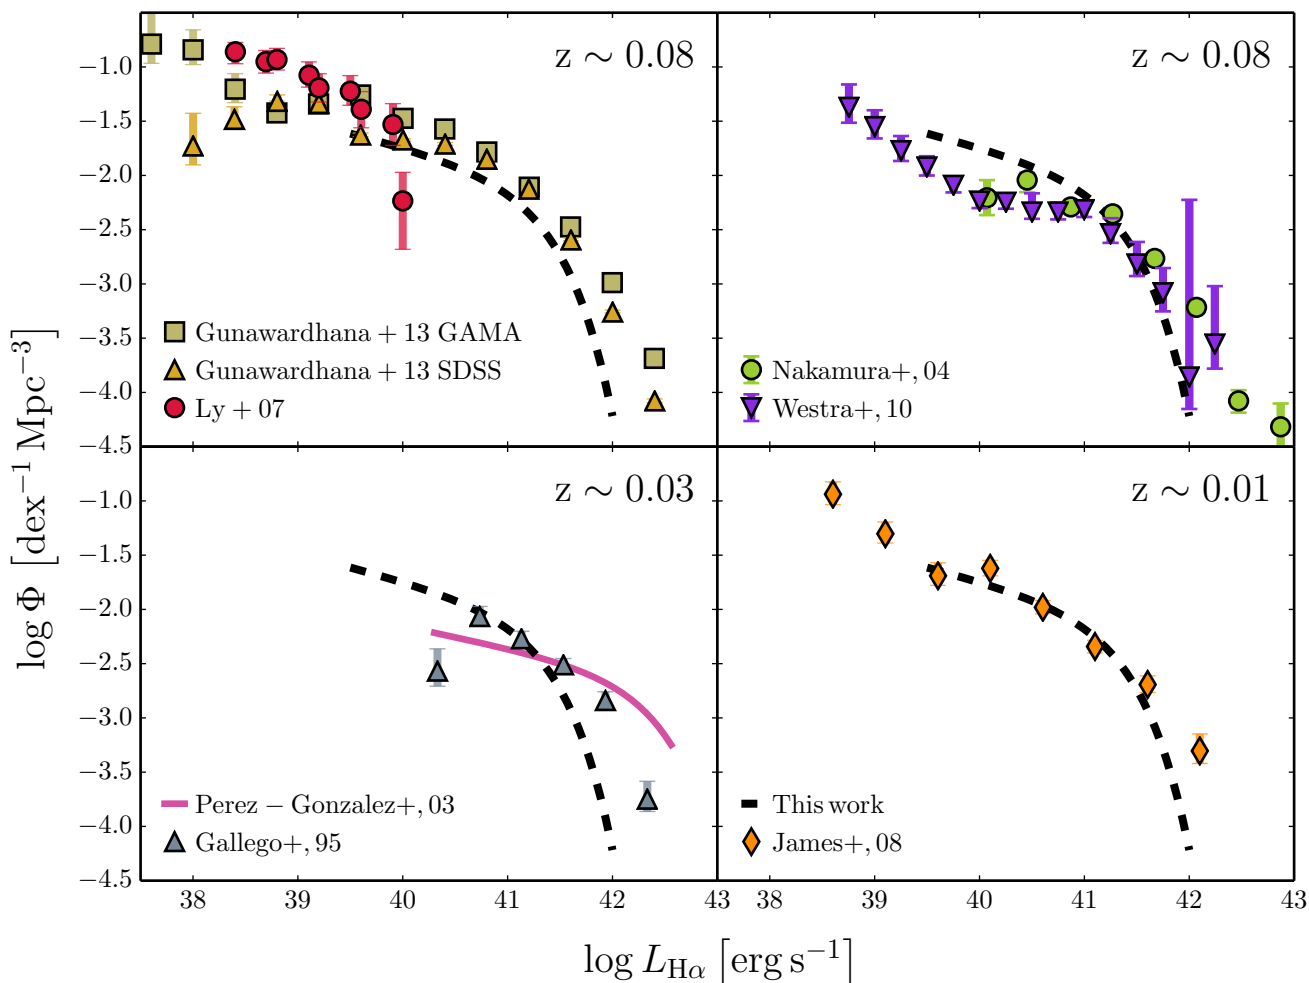 z ∼ 0.08
−1.0
−1.5
−2.0
−2.5
−3.0
−3.5
−4.0
−4.5
Gunawardhana + 13 GAMA
Gunawardhana + 13 SDSS
Ly + 07
z ∼ 0.08
Nakamura+, 04
Westra+, 10
log Φ [dex⁻¹ Mpc⁻³]
z ∼ 0.03
−1.0
−1.5
−2.0
−2.5
−3.0
−3.5
−4.0
−4.5
Perez − Gonzalez+, 03
Gallego+, 95
38 39 40 41 42 43
z ∼ 0.01
This work
James+, 08
38 39 40 41 42 43
log L_Hα [erg s⁻¹]